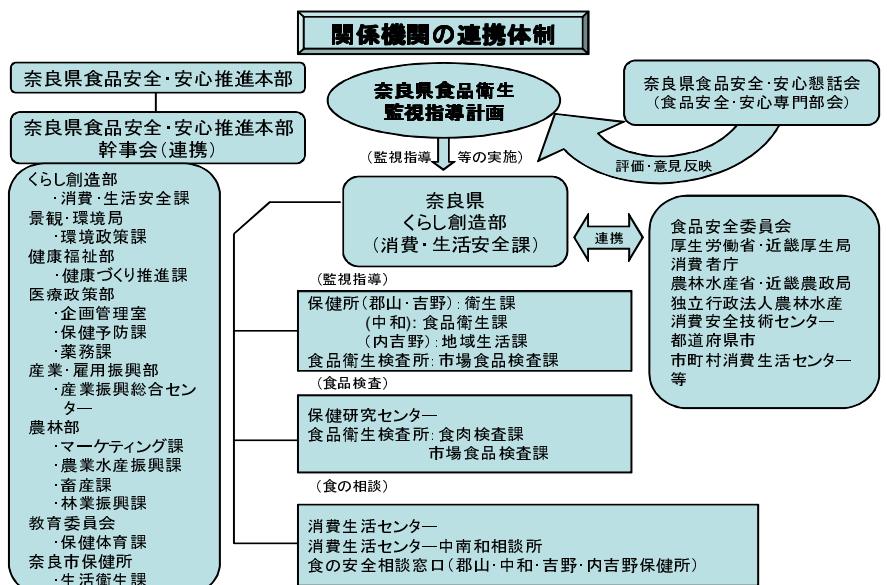 関係機関の連携体制
奈良県食品安全・安心推進本部
奈良県食品安全・安心推進本部
幹事会(連携)
くらし創造部
・消費・生活安全課
景観・環境局
・環境政策課
健康福祉部
・健康づくり推進課
医療政策部
・企画管理室
・保健予防課
・薬務課
産業・雇用振興部
・産業振興総合セン
ター
農林部
・マーケティング課
・農業水産振興課
・畜産課
・林業振興課
教育委員会
・保健体育課
奈良市保健所
・生活衛生課
奈良県食品衛生
監視指導計画
奈良県食品安全・安心懇話会
(食品安全・安心専門部会)
評価・意見反映
(監視指導 等の実施)
奈良県
くらし創造部
(消費・生活安全課)
連携
食品安全委員会
厚生労働省・近畿厚生局
消費者庁
農林水産省・近畿農政局
独立行政法人農林水産
消費安全技術センター
都道府県市
市町村消費生活センター
等
(監視指導)
保健所(郡山・吉野):衛生課
(中和):食品衛生課
(内吉野):地域生活課
食品衛生検査所:市場食品検査課
(食品検査)
保健研究センター
食品衛生検査所:食肉検査課
市場食品検査課
(食の相談)
消費生活センター
消費生活センター中南和相談所
食の安全相談窓口(郡山・中和・吉野・内吉野保健所)